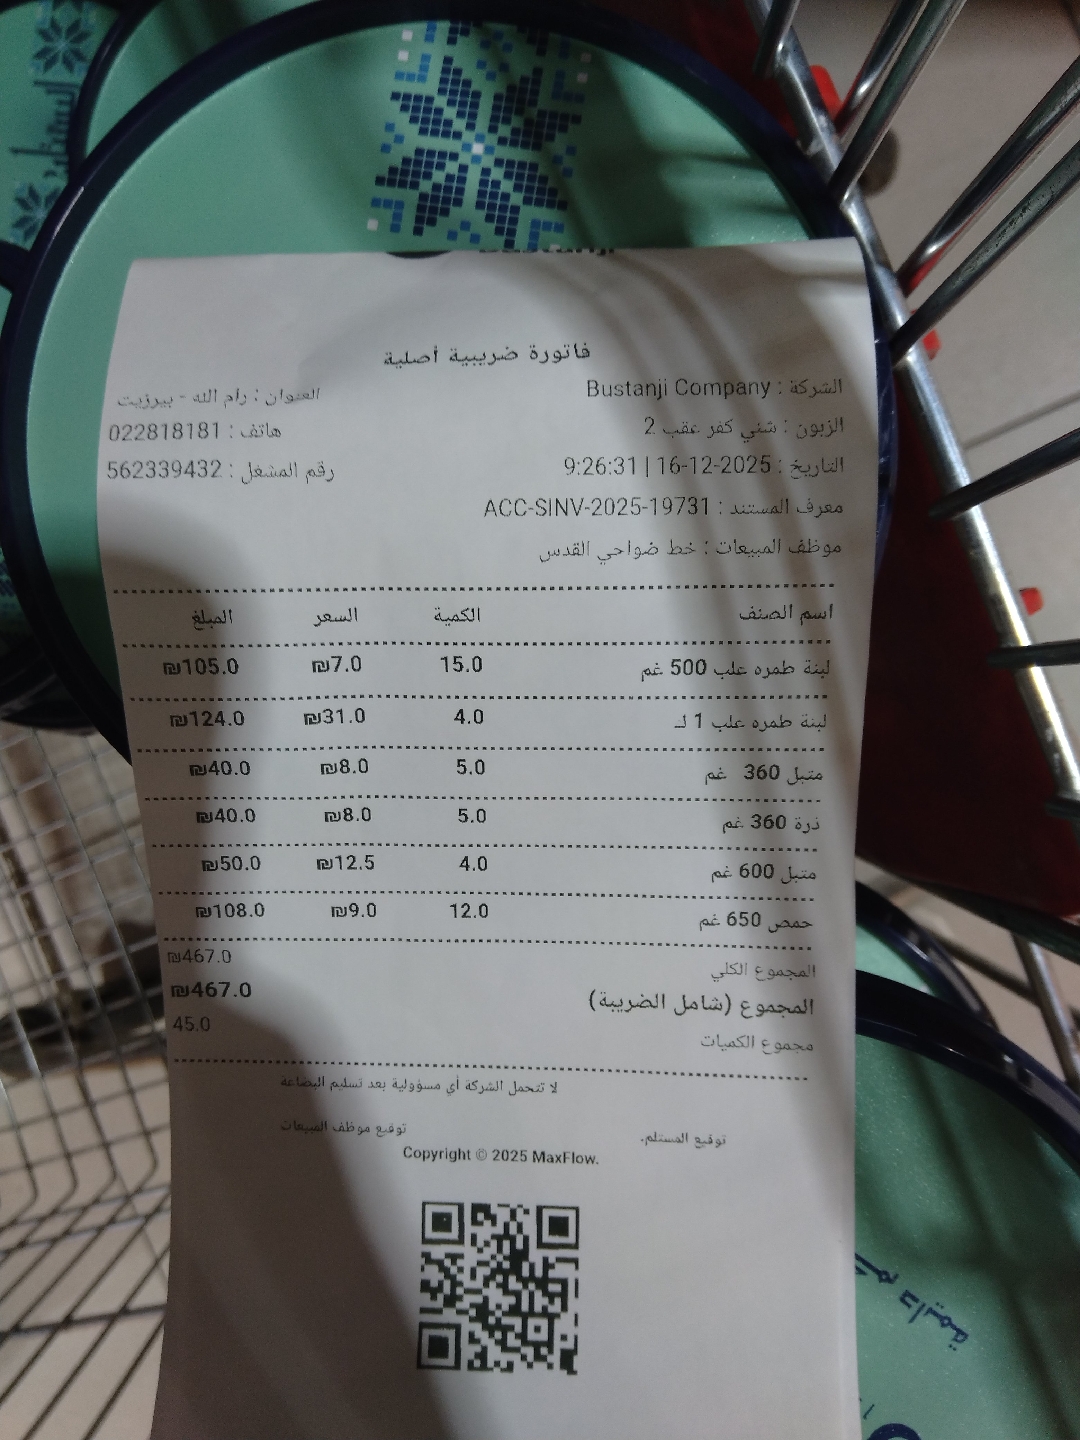 فاتورة ضريبية أصلية
الشركة : Bustanji Company العنوان : رام الله - بيرزيت
الزبون : شني كفر عقب 2 هاتف : 022818181
التاريخ : 16-12-2025 | 9:26:31 رقم المشغل : 562339432
معرف المستند : ACC-SINV-2025-19731
موظف المبيعات : خط ضواحي القدس
اسم الصنف الكمية السعر المبلغ
لبنة طمره علب 500 غم 15.0 ₪7.0 ₪105.0
لبنة طمره علب 1 لـ 4.0 ₪31.0 ₪124.0
متبل 360 غم 5.0 ₪8.0 ₪40.0
ذرة 360 غم 5.0 ₪8.0 ₪40.0
متبل 600 غم 4.0 ₪12.5 ₪50.0
حمص 650 غم 12.0 ₪9.0 ₪108.0
المجموع الكلي ₪467.0
المجموع (شامل الضريبة) ₪467.0
مجموع الكميات 45.0
لا تتحمل الشركة أي مسؤولية بعد تسليم البضاعة
توقيع المستلم. توقيع موظف المبيعات
Copyright © 2025 MaxFlow.